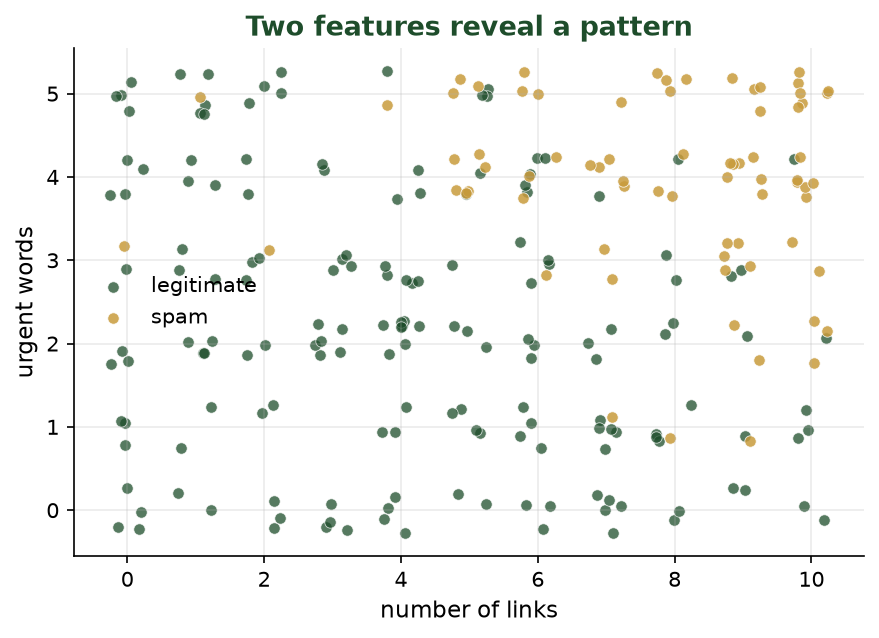 Two features reveal a pattern
5
4
3
2
1
0
urgent words
legitimate
spam
0 2 4 6 8 10
number of links